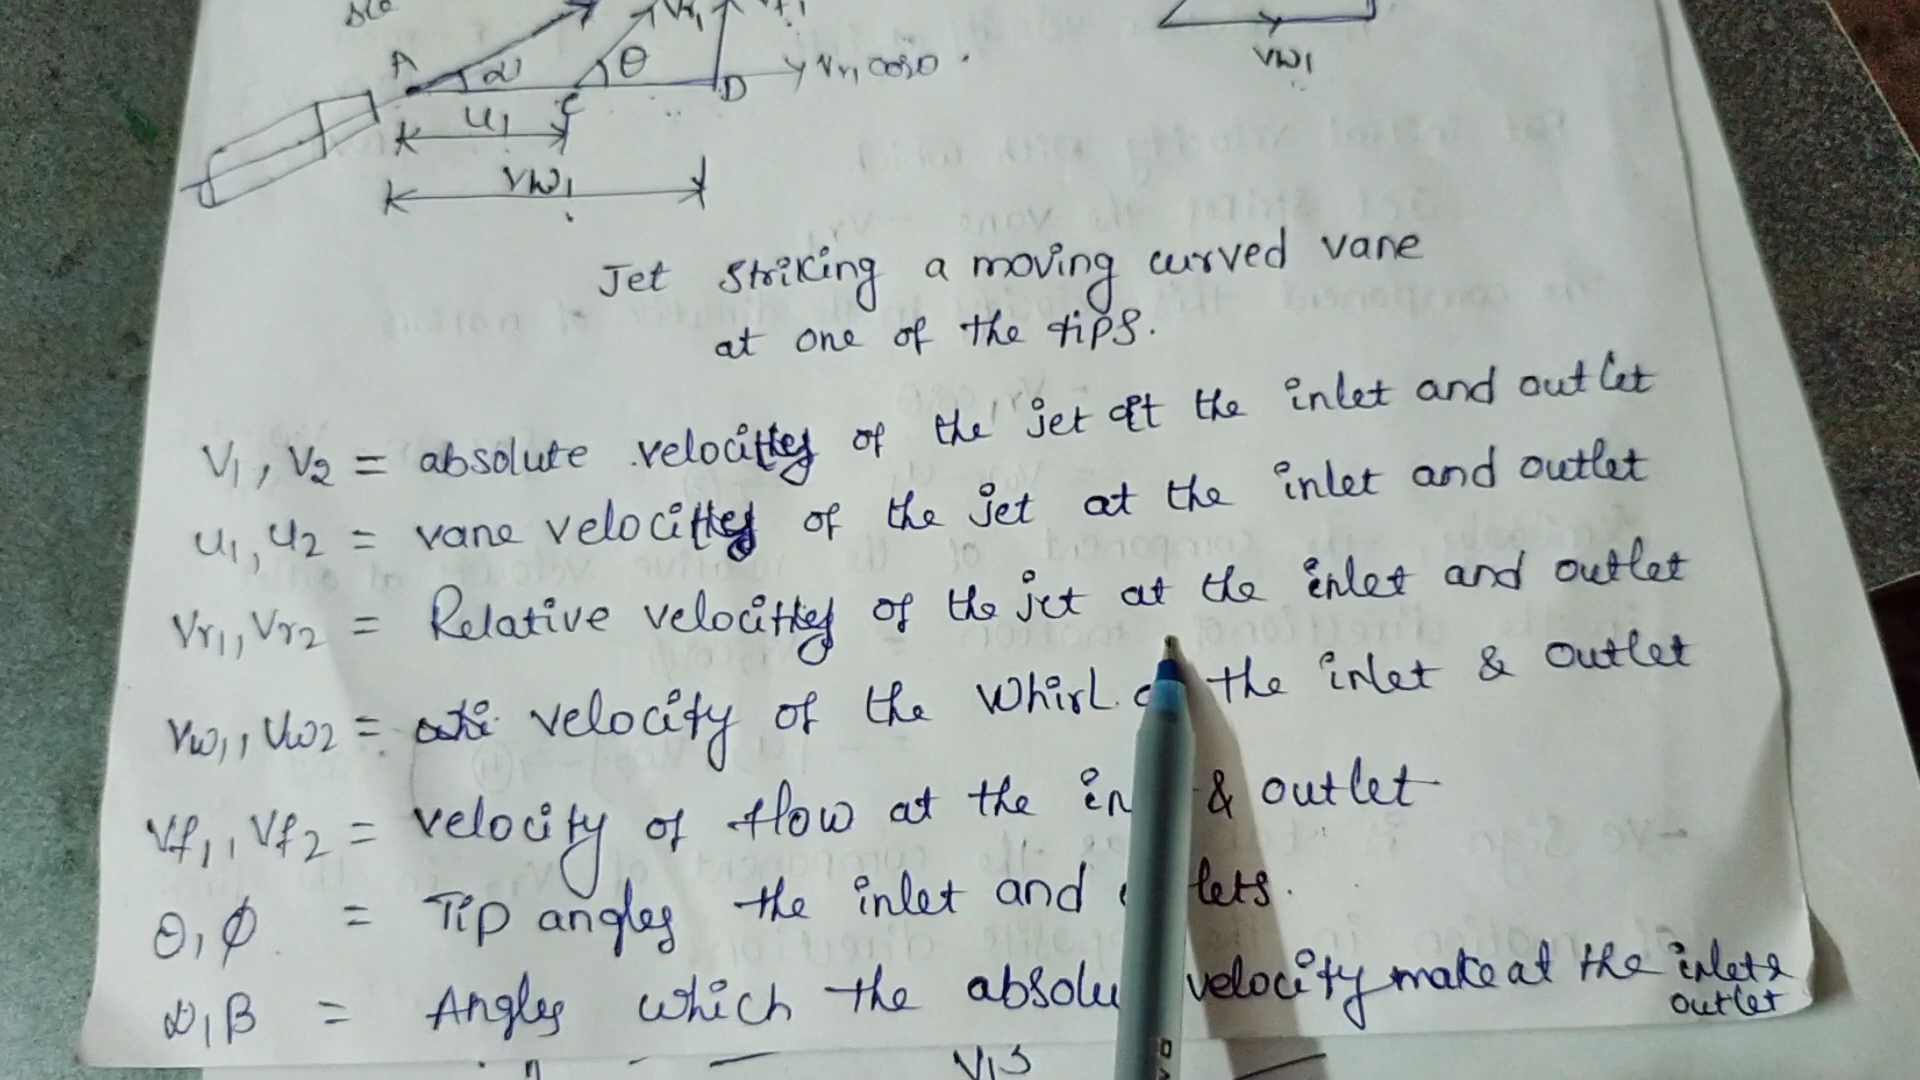 A
α
θ
Vr1
Vr1 cosθ
D
C
u1
Vw1
Vw1
Jet striking a moving curved vane
at one of the tips.
V1, V2 = absolute velocities of the jet at the inlet and outlet
u1, u2 = vane velocities of the jet at the inlet and outlet
Vr1, Vr2 = Relative velocities of the jet at the inlet and outlet
Vw1, Vw2 = velocity of the whirl the inlet & outlet
Vf1, Vf2 = velocity of flow at the in & outlet
θ, ϕ = Tip angles the inlet and lets.
α, β = Angles which the absolu velocity make at the inlet &
outlet